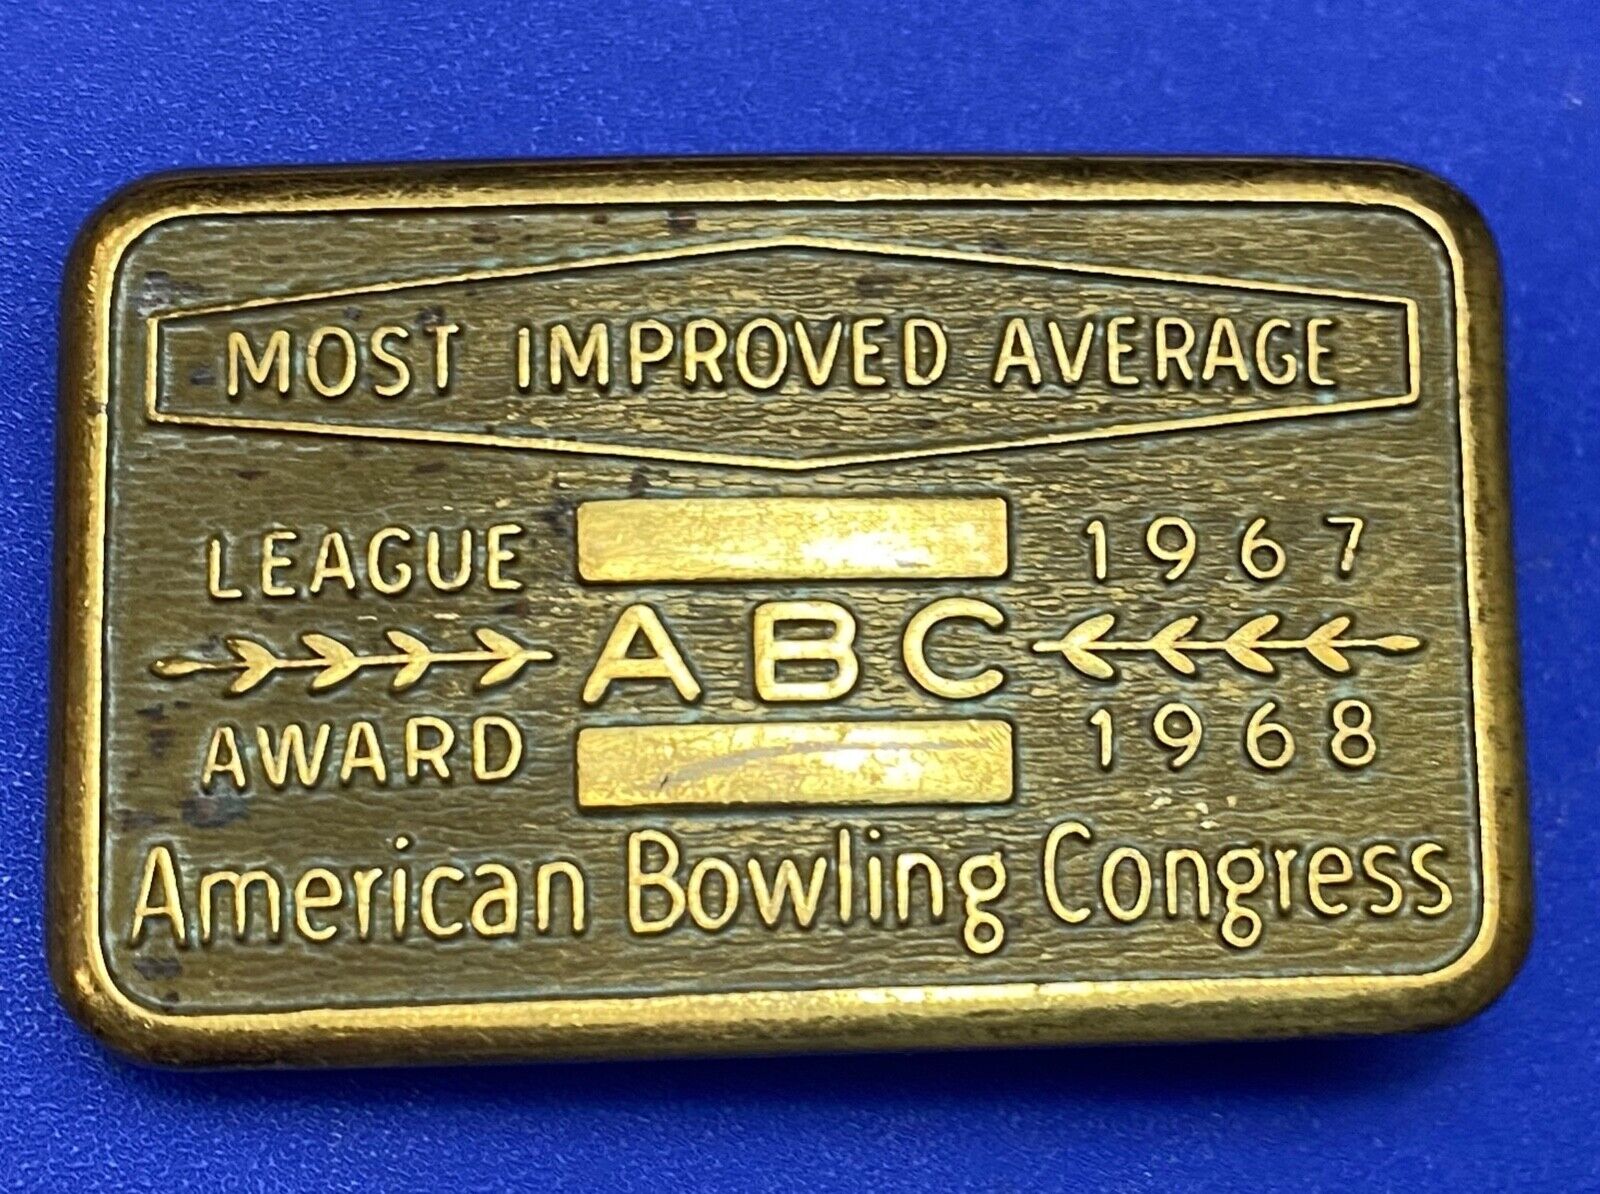 MOST IMPROVED AVERAGE
LEAGUE 1967
ABC
AWARD 1968
American Bowling Congress